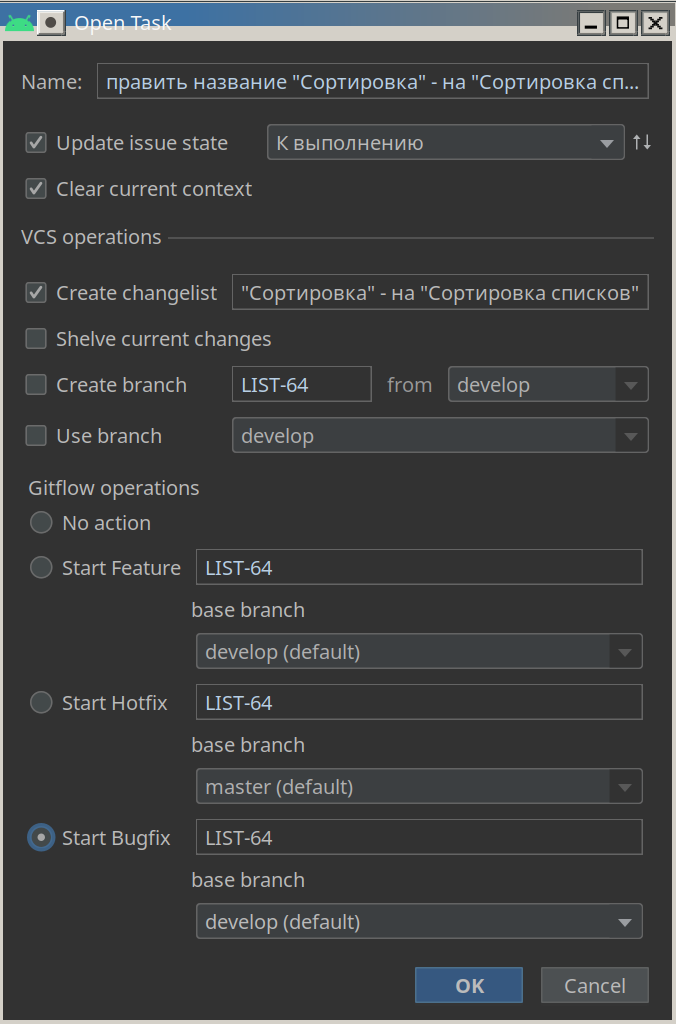 Open Task
Name: править название "Сортировка" - на "Сортировка сп...
Update issue state К выполнению
Clear current context
VCS operations
Create changelist "Сортировка" - на "Сортировка списков"
Shelve current changes
Create branch LIST-64 from develop
Use branch develop
Gitflow operations
No action
Start Feature LIST-64
base branch
develop (default)
Start Hotfix LIST-64
base branch
master (default)
Start Bugfix LIST-64
base branch
develop (default)
OK Cancel